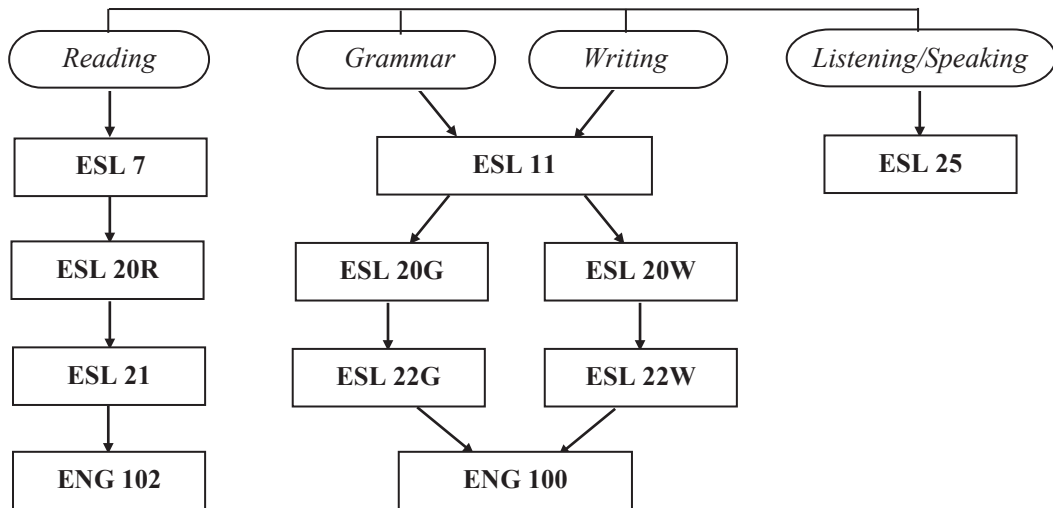 Reading
Grammar
Writing
Listening/Speaking
ESL 7
ESL 11
ESL 25
ESL 20R
ESL 20G
ESL 20W
ESL 21
ESL 22G
ESL 22W
ENG 102
ENG 100